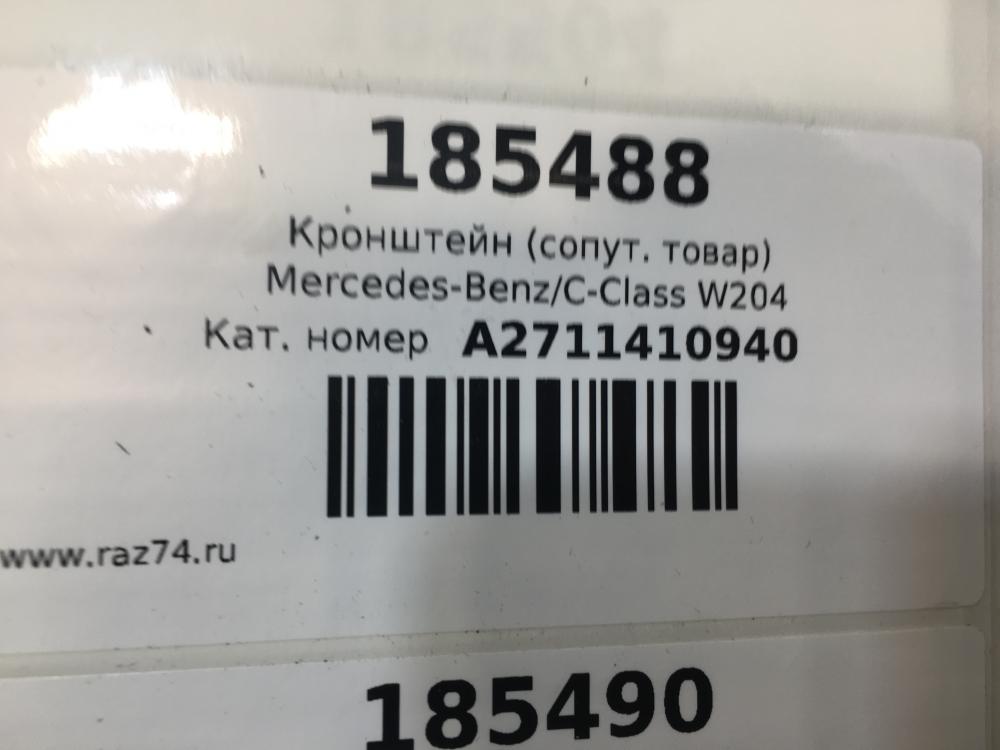 185488
Кронштейн (сопут. товар)
Mercedes-Benz/C-Class W204
Кат. номер A2711410940
www.raz74.ru
185490